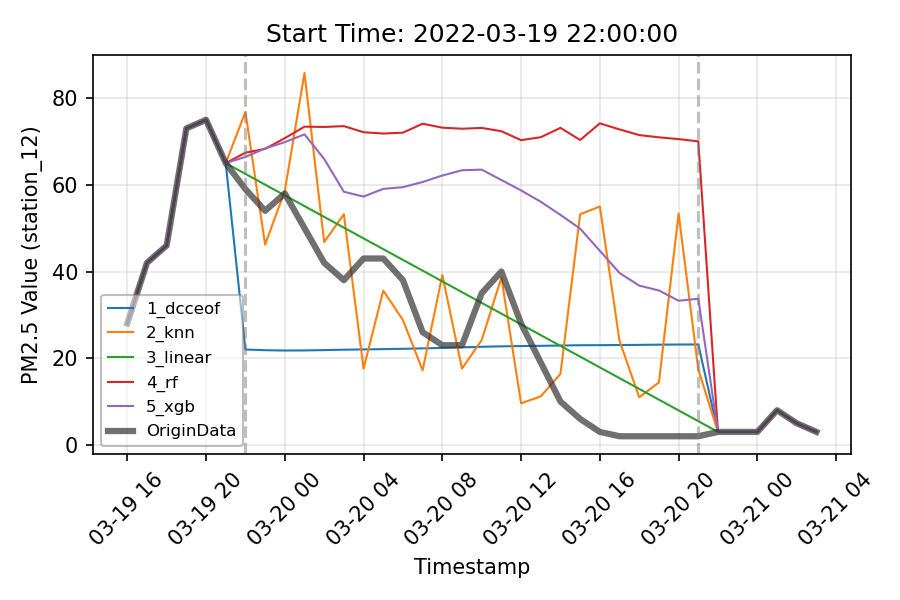 Start Time: 2022-03-19 22:00:00
PM2.5 Value (station_12)
80
60
40
20
0
1_dcceof
2_knn
3_linear
4_rf
5_xgb
OriginData
03-19 16
03-19 20
03-20 00
03-20 04
03-20 08
03-20 12
03-20 16
03-20 20
03-21 00
03-21 04
Timestamp